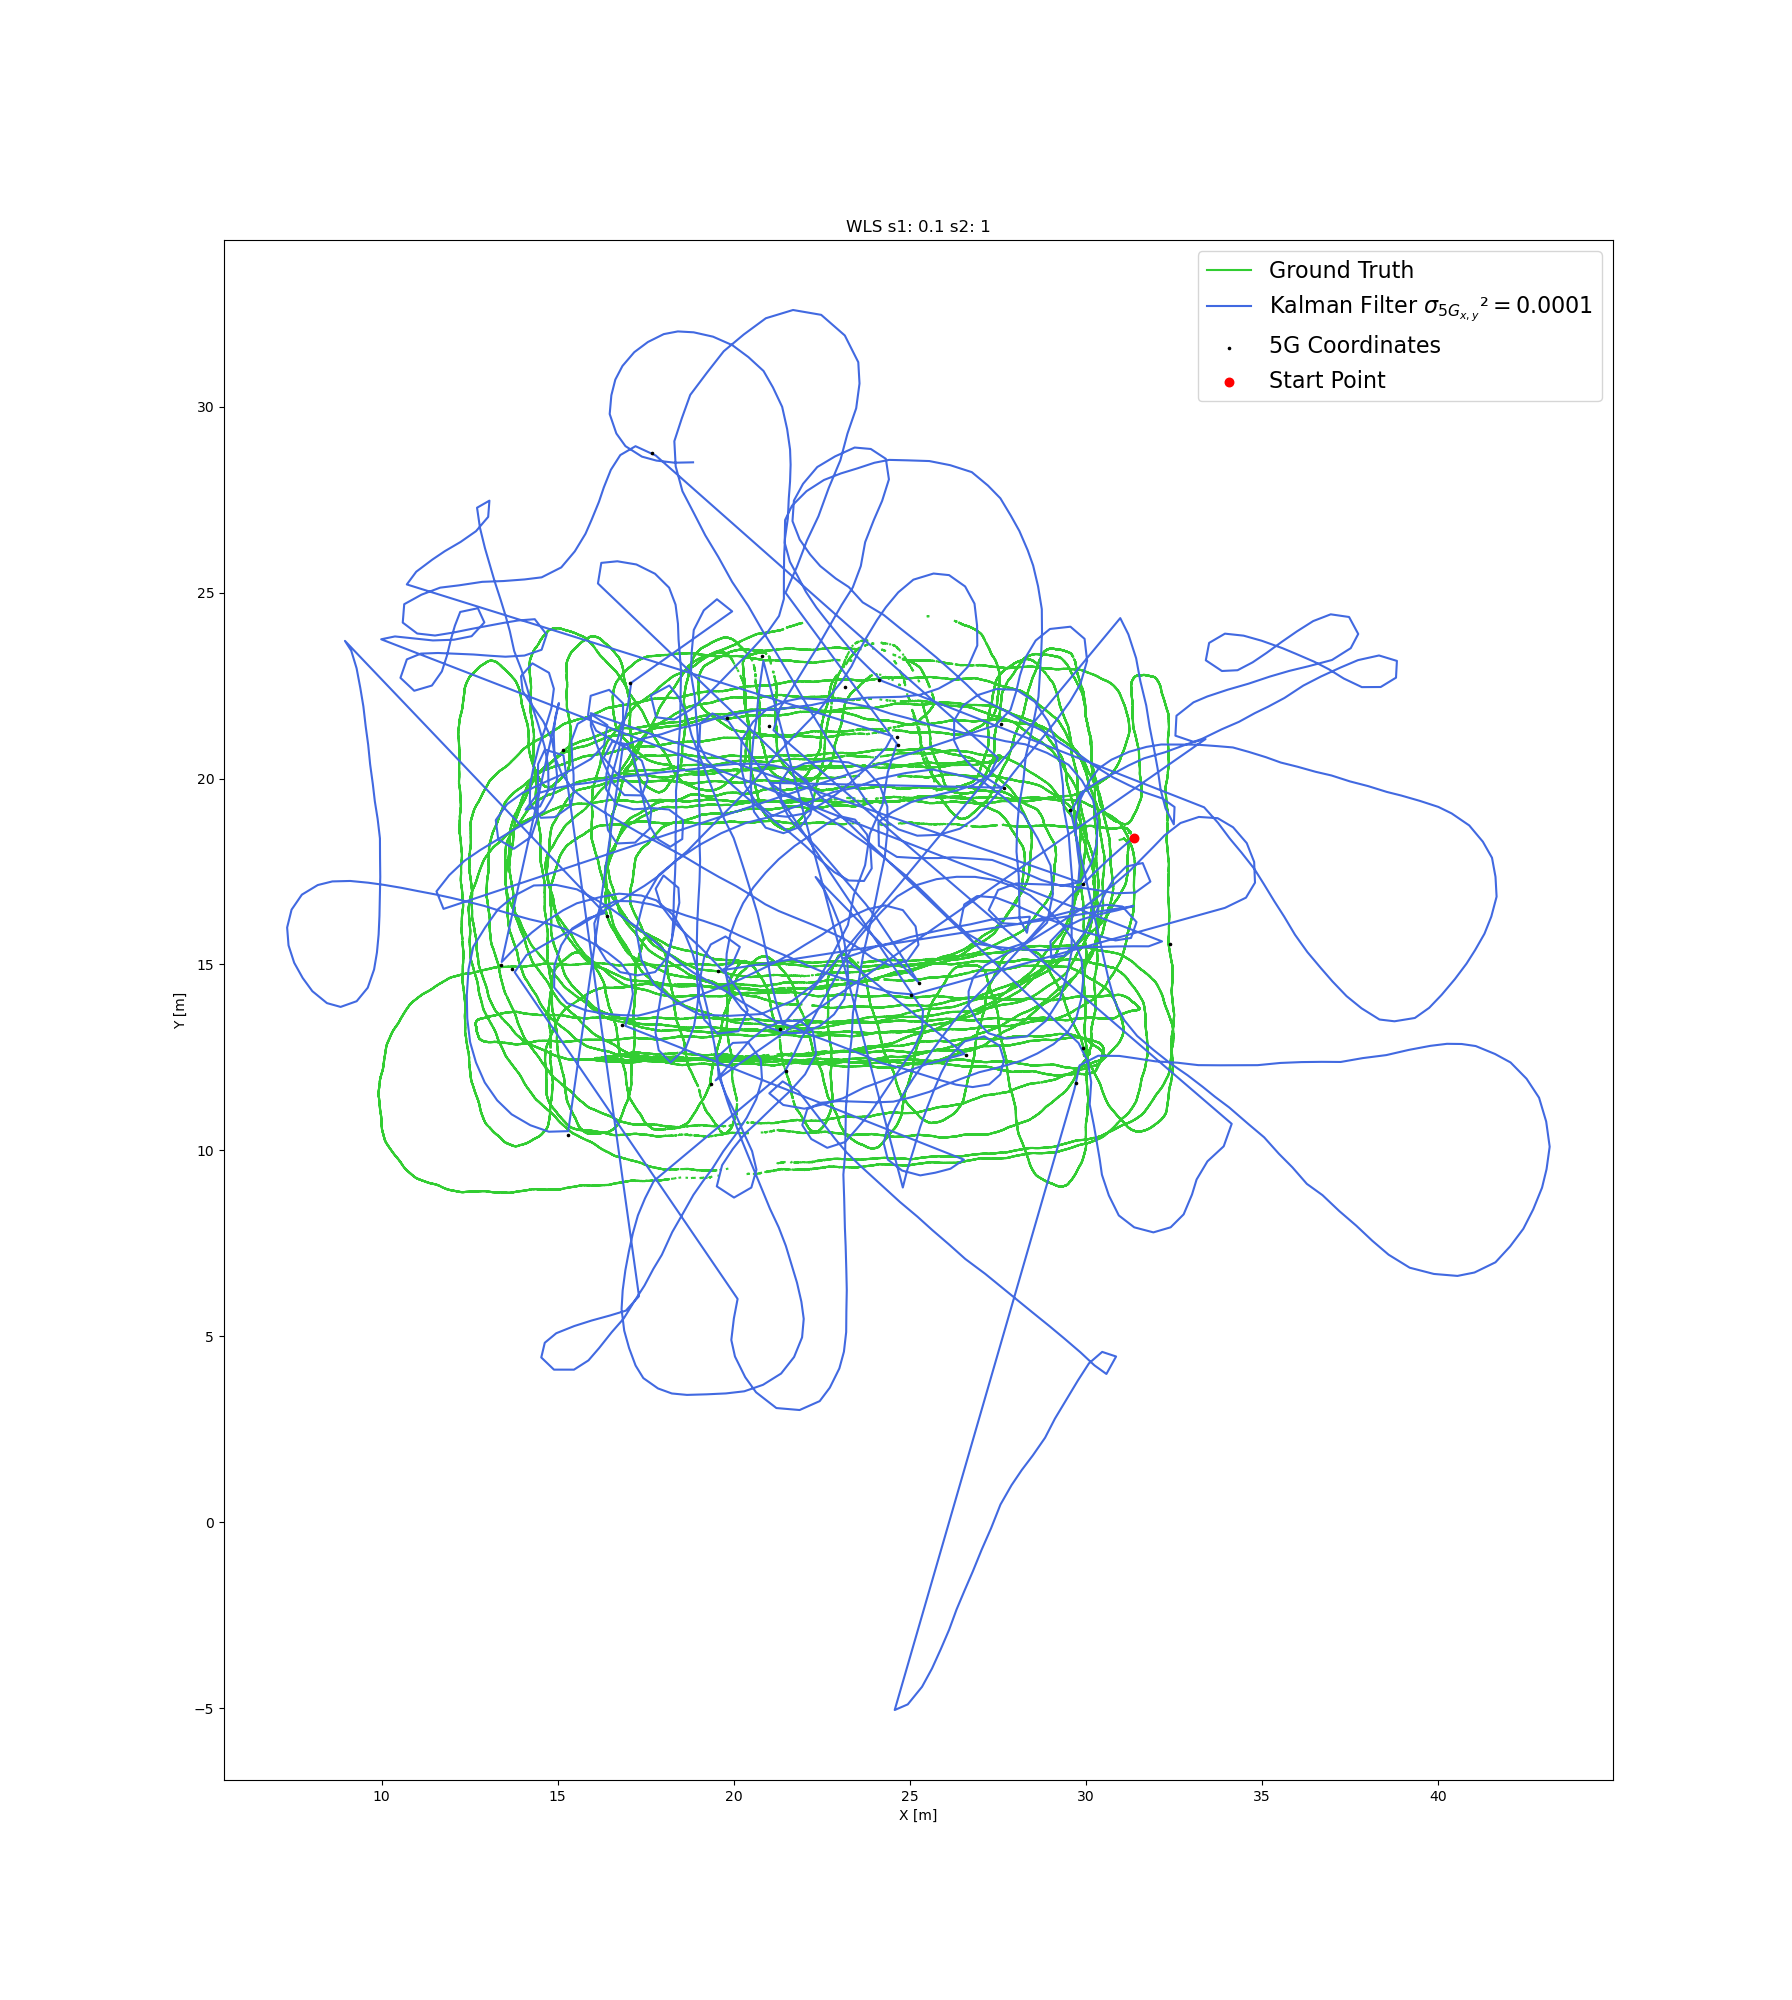 WLS s1: 0.1 s2: 1
Ground Truth
Kalman Filter σ5Gx,y² = 0.0001
5G Coordinates
Start Point
30
25
20
15
10
5
0
−5
Y [m]
10 15 20 25 30 35 40
X [m]